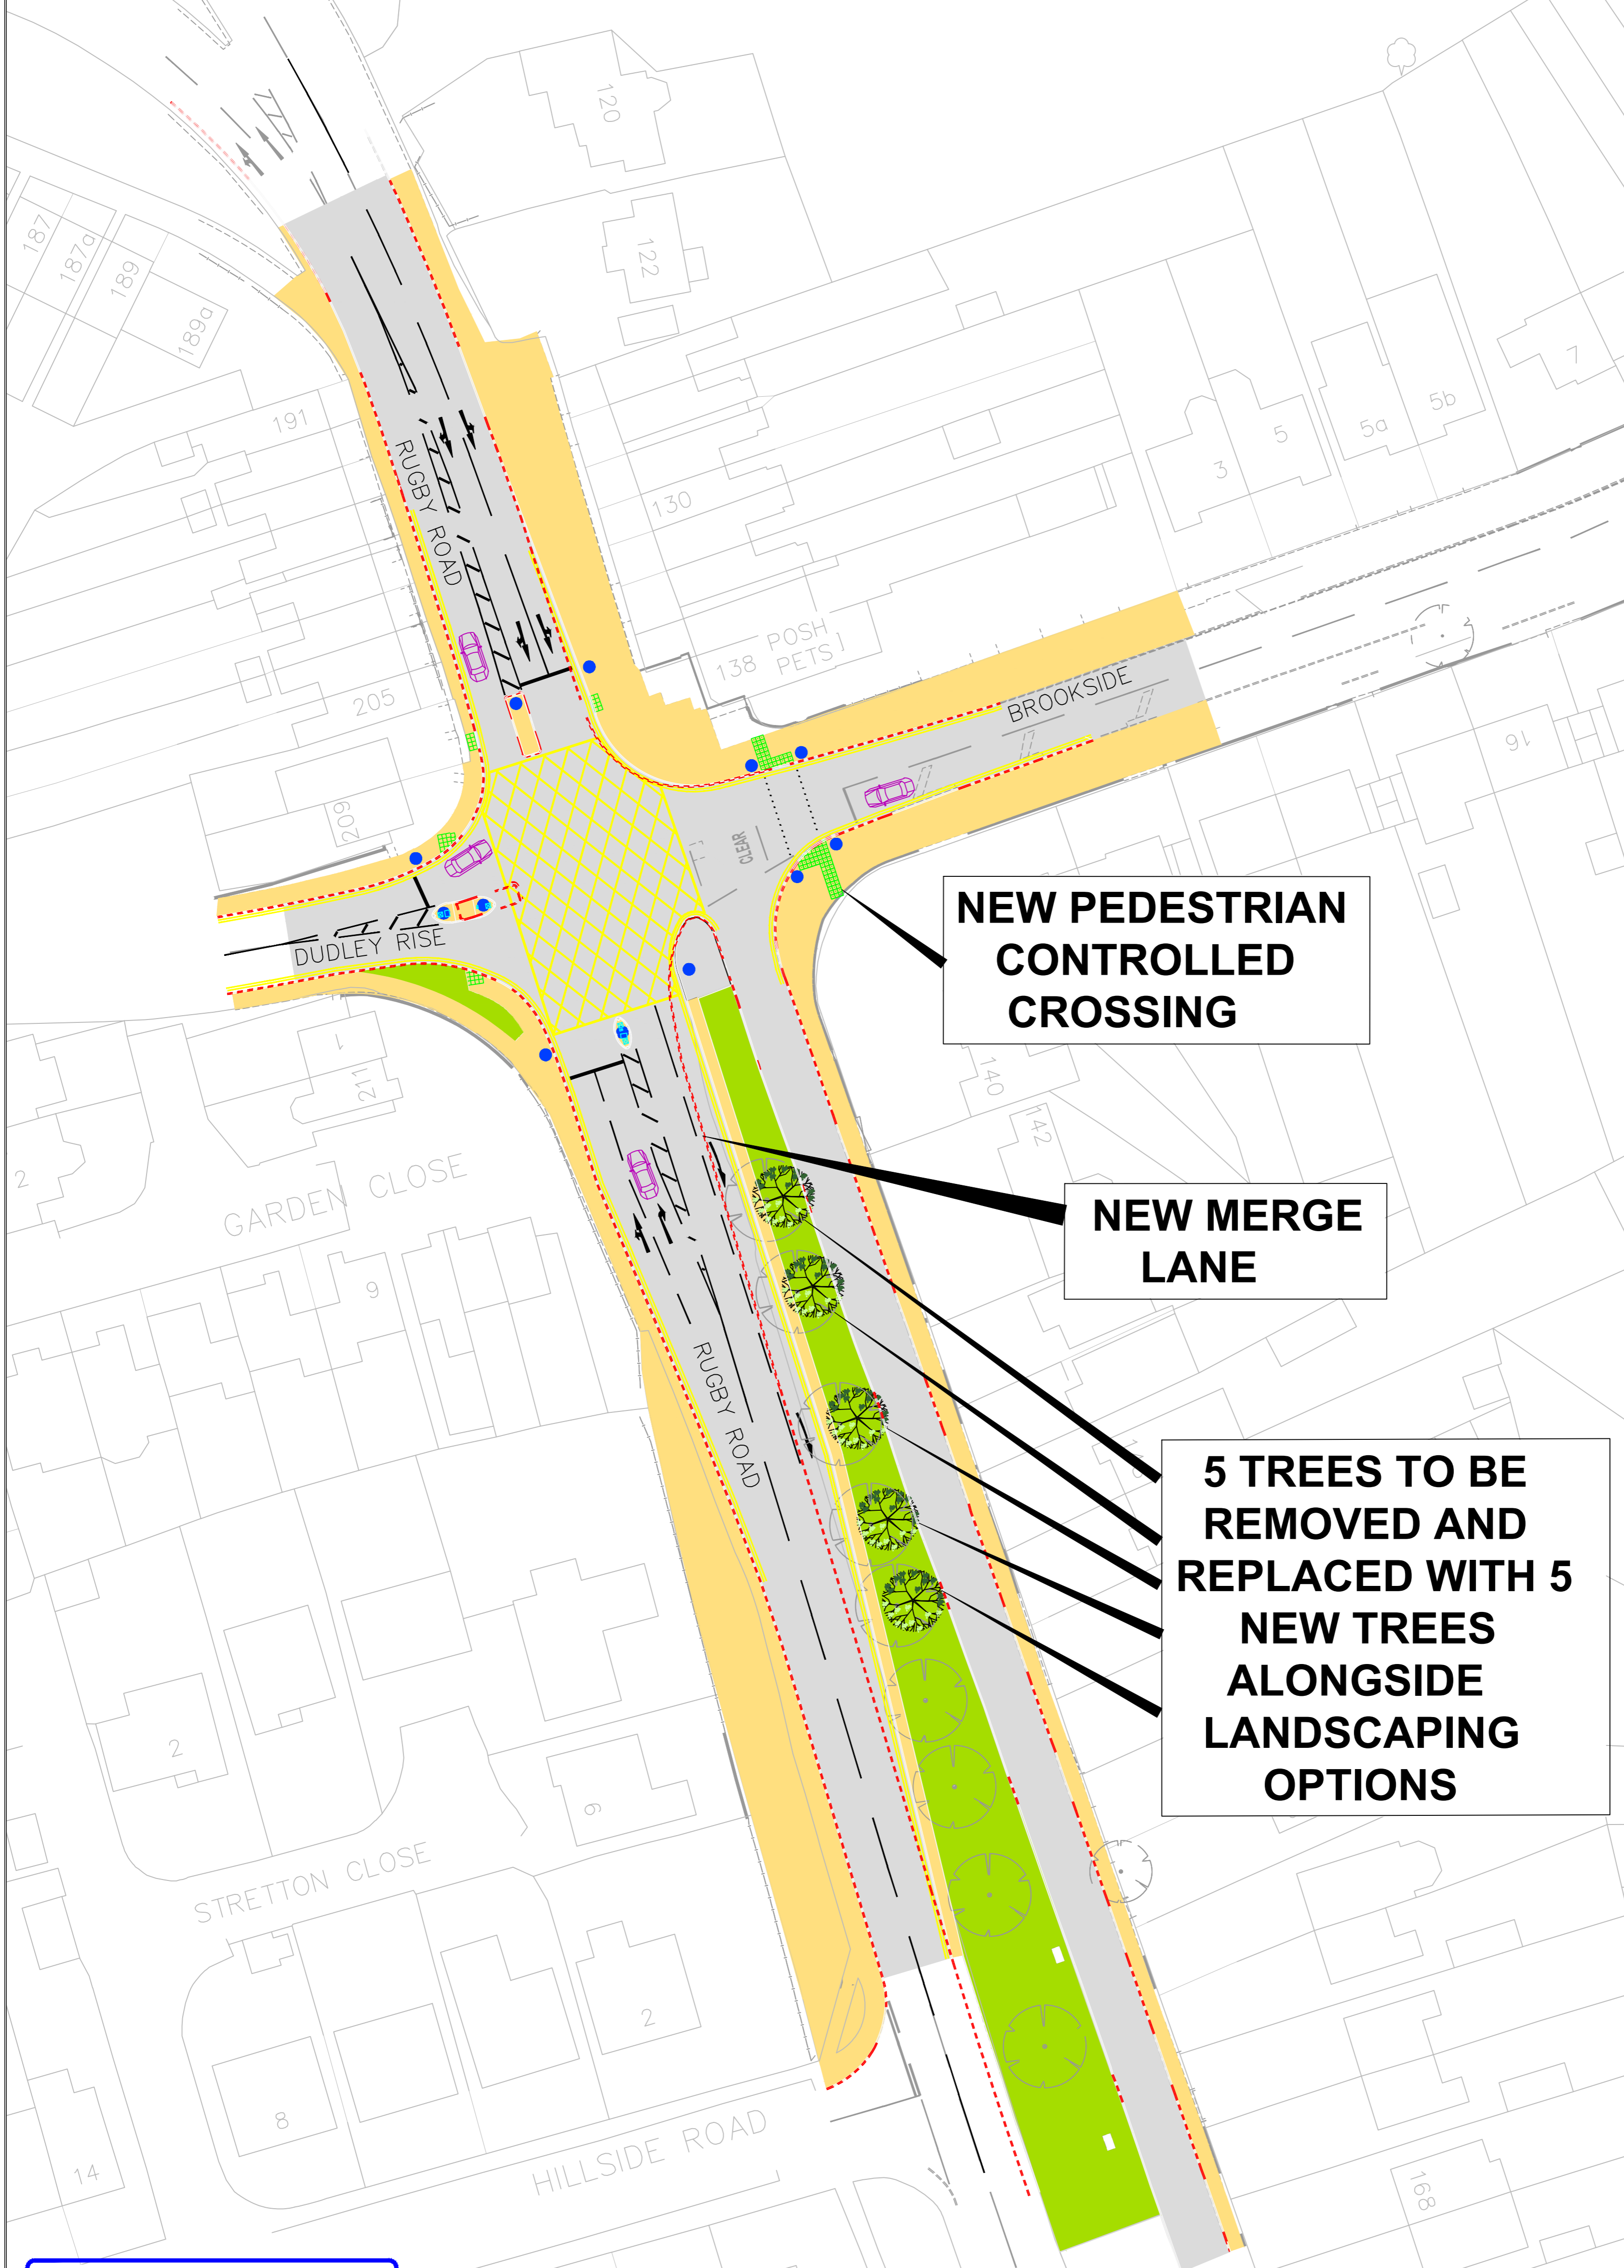 120
122
187
187a
189
189a
191
RUGBY ROAD
130
3
5
5a
5b
7
138 POSH
PETS
205
BROOKSIDE
16
209
CLEAR
DUDLEY RISE
NEW PEDESTRIAN
CONTROLLED
CROSSING
1
211
2
140
142
GARDEN CLOSE
NEW MERGE
LANE
9
RUGBY ROAD
5 TREES TO BE
REMOVED AND
REPLACED WITH 5
NEW TREES
ALONGSIDE
LANDSCAPING
OPTIONS
2
STRETTON CLOSE
2
8
HILLSIDE ROAD
14
168